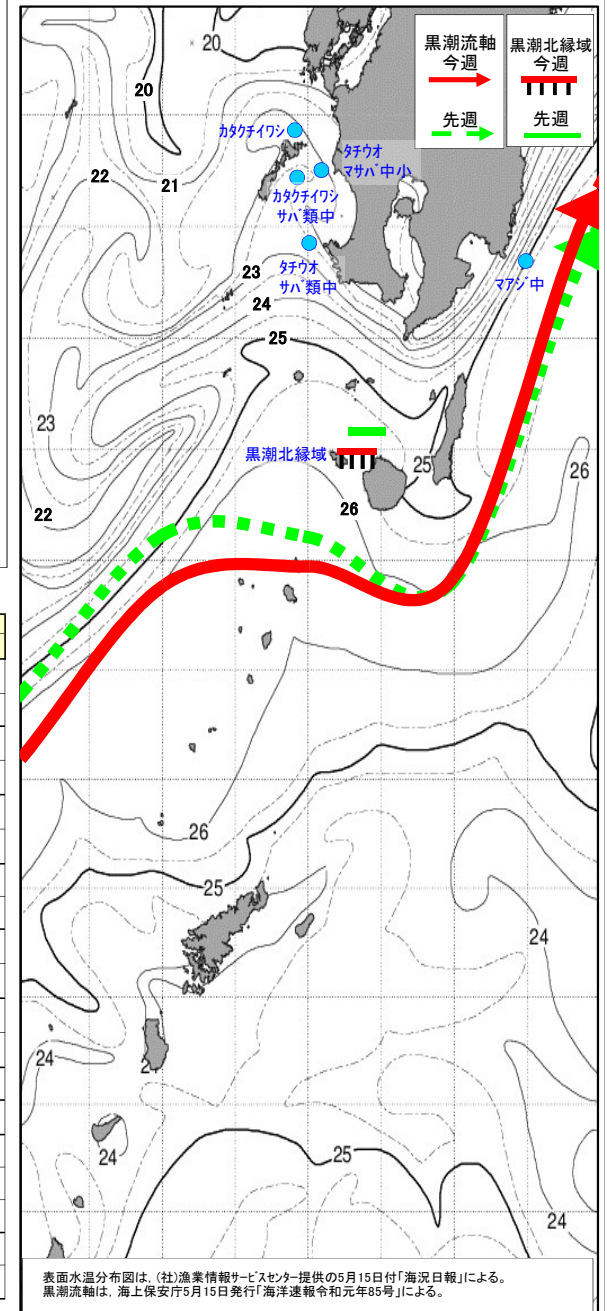 黒潮流軸
今週
先週
黒潮北縁域
今週
先週
20
20
カタクチイワシ
タチウオ
マサバ中小
22
21
カタクチイワシ
サバ類中
タチウオ
サバ類中
マアジ中
23
24
25
23
黒潮北縁域
25
26
22
26
26
25
24
24
24
24
25
24
表面水温分布図は、(社)漁業情報サービスセンター提供の5月15日付「海況日報」による。
黒潮流軸は、海上保安庁5月15日発行「海洋速報令和元年85号」による。